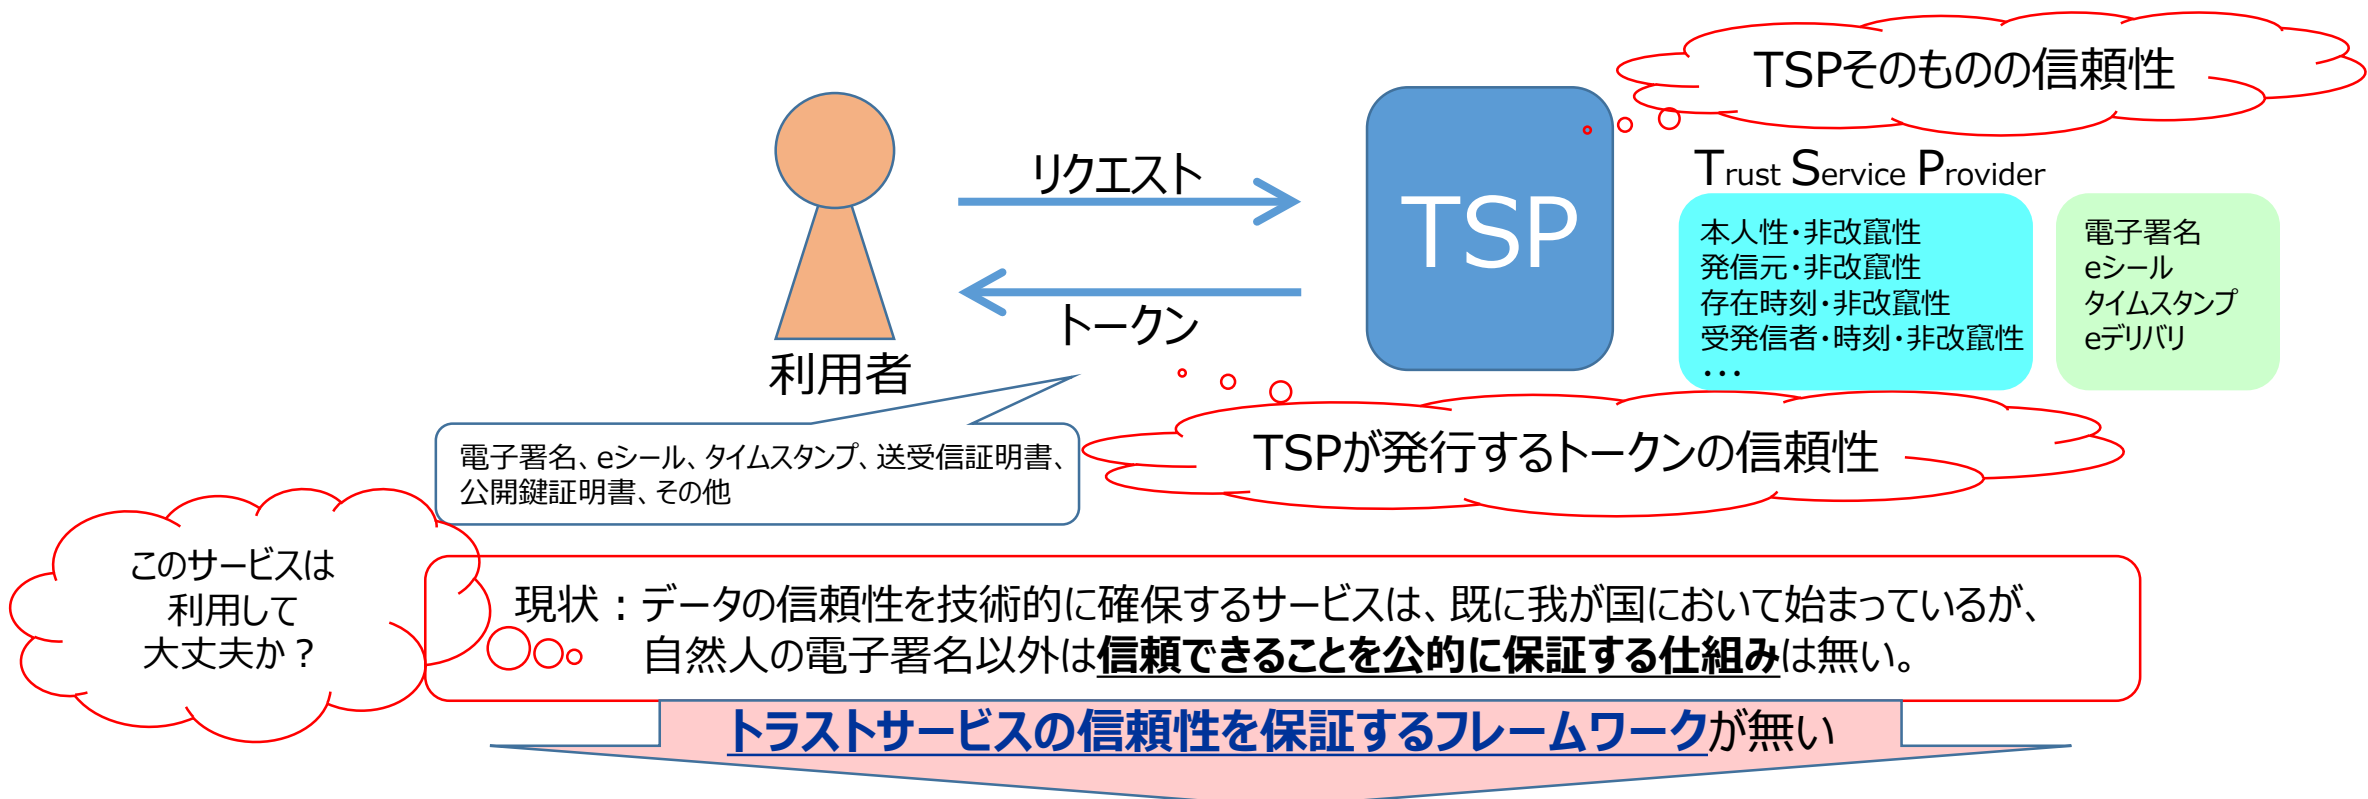 TSPそのものの信頼性
リクエスト
TSP
Trust Service Provider
本人性・非改竄性
発信元・非改竄性
存在時刻・非改竄性
受発信者・時刻・非改竄性
・・・
電子署名
eシール
タイムスタンプ
eデリバリ
トークン
利用者
電子署名、eシール、タイムスタンプ、送受信証明書、
公開鍵証明書、その他
TSPが発行するトークンの信頼性
このサービスは
利用して
大丈夫か？
現状：データの信頼性を技術的に確保するサービスは、既に我が国において始まっているが、
自然人の電子署名以外は信頼できることを公的に保証する仕組みは無い。
トラストサービスの信頼性を保証するフレームワークが無い